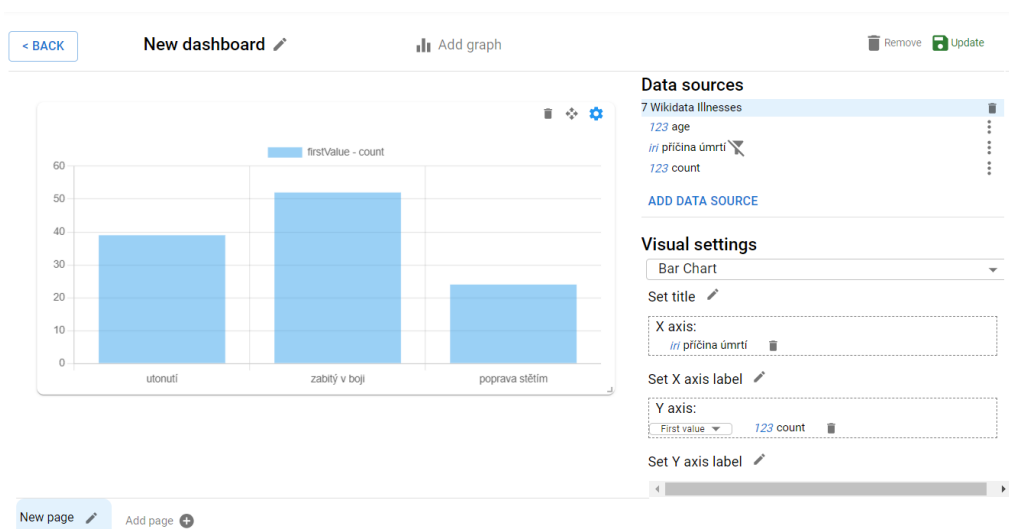 < BACK
New dashboard
Add graph
Remove
Update
firstValue - count
60
50
40
30
20
10
0
utonutí
zabitý v boji
poprava stětím
Data sources
7 Wikidata Illnesses
123 age
iri příčina úmrtí
123 count
ADD DATA SOURCE
Visual settings
Bar Chart
Set title
X axis:
iri příčina úmrtí
Set X axis label
Y axis:
First value
123 count
Set Y axis label
New page
Add page